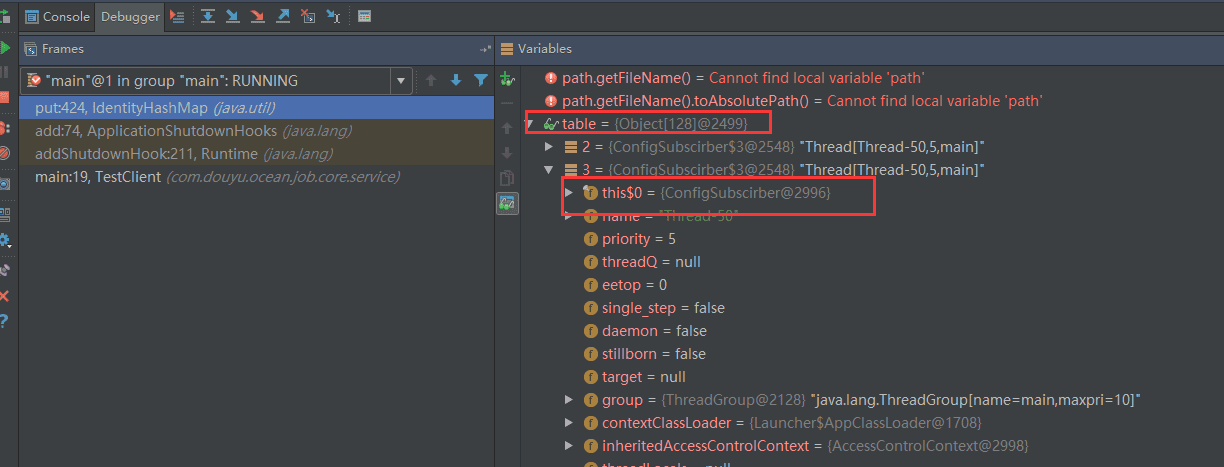 Console Debugger
Frames
"main"@1 in group "main": RUNNING
put:424, IdentityHashMap (java.util)
add:74, ApplicationShutdownHooks (java.lang)
addShutdownHook:211, Runtime (java.lang)
main:19, TestClient (com.douyu.ocean.job.core.service)
Variables
path.getFileName() = Cannot find local variable 'path'
path.getFileName().toAbsolutePath() = Cannot find local variable 'path'
table = {Object[128]@2499}
2 = {ConfigSubscirber$3@2548} "Thread[Thread-50,5,main]"
3 = {ConfigSubscirber$3@2548} "Thread[Thread-50,5,main]"
this$0 = {ConfigSubscirber@2996}
name = "Thread-50"
priority = 5
threadQ = null
eetop = 0
single_step = false
daemon = false
stillborn = false
target = null
group = {ThreadGroup@2128} "java.lang.ThreadGroup[name=main,maxpri=10]"
contextClassLoader = {Launcher$AppClassLoader@1708}
inheritedAccessControlContext = {AccessControlContext@2998}
threadLocals = null